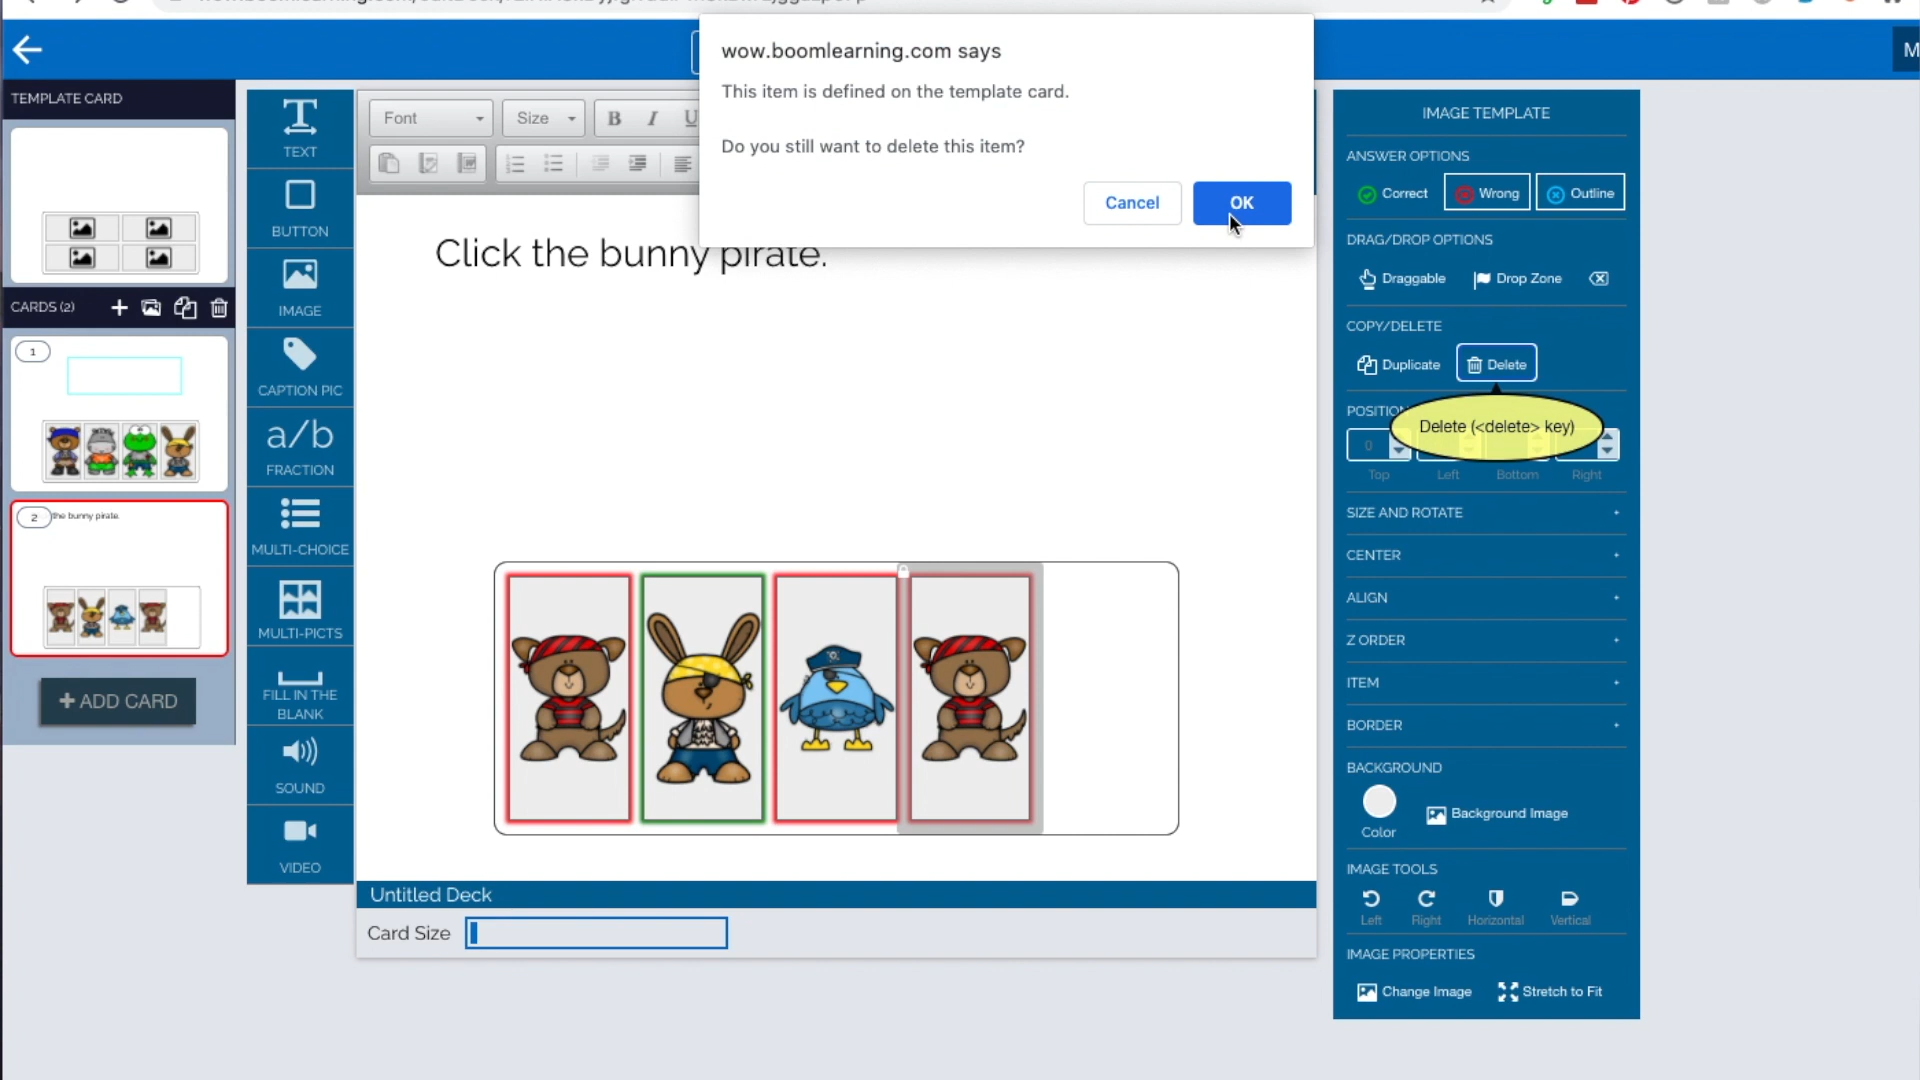 wow.boomlearning.com says
M
TEMPLATE CARD
This item is defined on the template card.
IMAGE TEMPLATE
Font
Size
B
I
U
TEXT
Do you still want to delete this item?
ANSWER OPTIONS
Correct
Wrong
Outline
Cancel
OK
BUTTON
DRAG/DROP OPTIONS
Click the bunny pirate.
Draggable
Drop Zone
CARDS (2)
IMAGE
COPY/DELETE
1
Duplicate
Delete
CAPTION PIC
POSITION
Delete (<delete> key)
0
a/b
FRACTION
Top
Left
Bottom
Right
2
the bunny pirate.
SIZE AND ROTATE
MULTI-CHOICE
CENTER
ALIGN
MULTI-PICTS
Z ORDER
ITEM
+ ADD CARD
FILL IN THE
BLANK
BORDER
BACKGROUND
SOUND
Background Image
Color
VIDEO
IMAGE TOOLS
Untitled Deck
Left
Right
Horizontal
Vertical
Card Size
IMAGE PROPERTIES
Change Image
Stretch to Fit